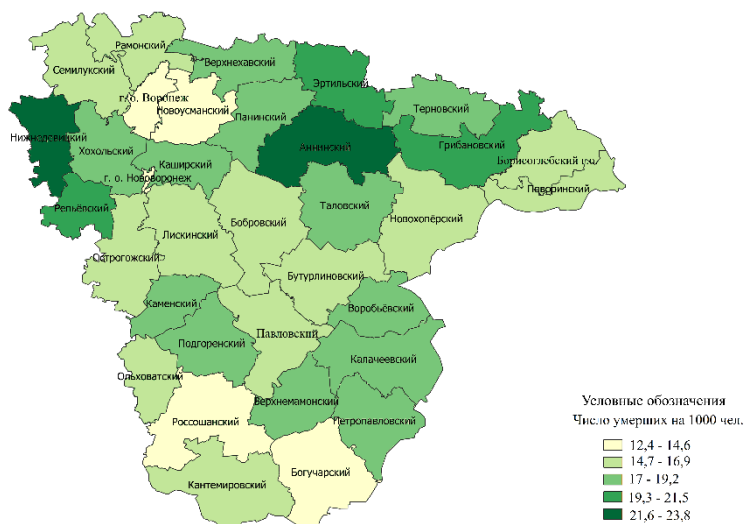 Рамонский
Семилукский
Верхнехавский
Эртильский
г. о. Воронеж
Новоусманский
Терновский
Панинский
Нижнедевицкий
Хохольский
Аннинский
Грибановский
Каширский
Борисоглебский г.о.
г. о. Нововоронеж
Поворинский
Репьёвский
Таловский
Бобровский
Новохопёрский
Лискинский
Острогожский
Бутурлиновский
Каменский
Воробьёвский
Павловский
Подгоренский
Калачеевский
Ольховатский
Верхнемамонский
Россошанский
Петропавловский
Богучарский
Кантемировский
Условные обозначения
Число умерших на 1000 чел.
12,4 - 14,6
14,7 - 16,9
17 - 19,2
19,3 - 21,5
21,6 - 23,8